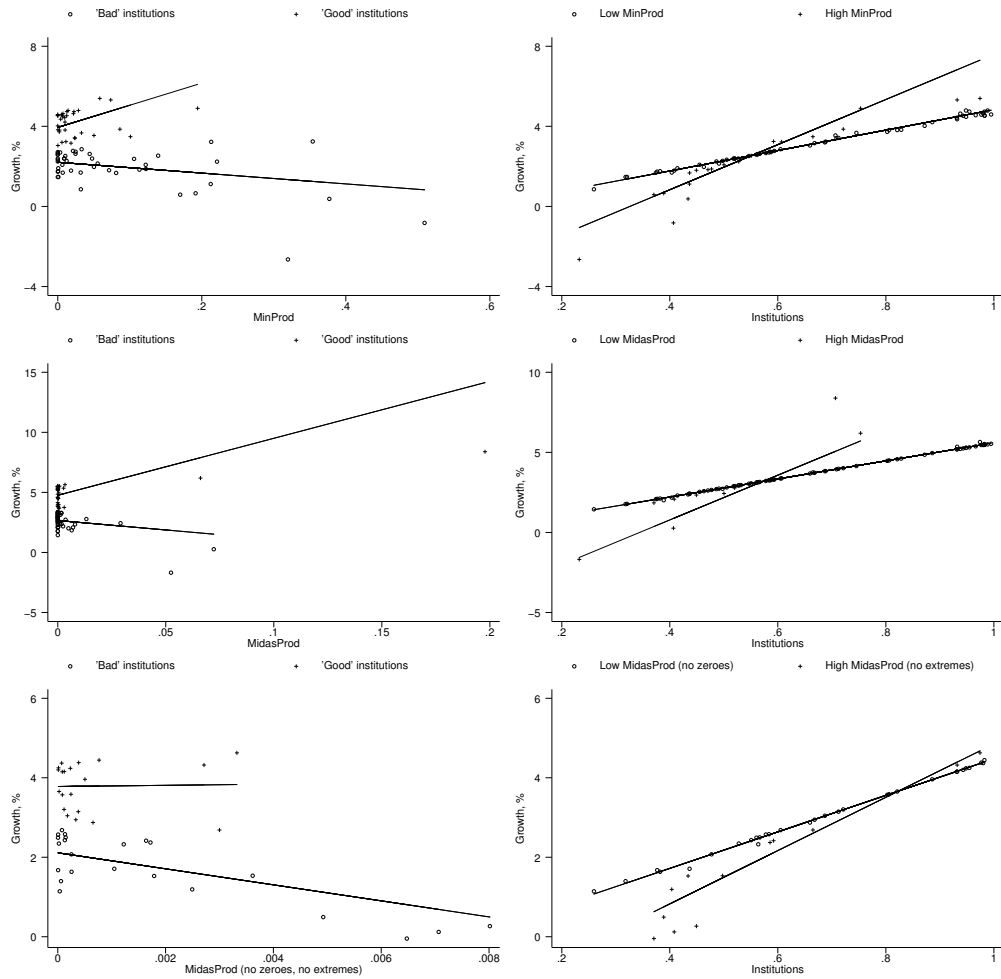 'Bad' institutions 'Good' institutions
Growth, %
8
4
0
−4
0 .2 .4 .6
MinProd
Low MinProd High MinProd
Growth, %
8
4
0
−4
.2 .4 .6 .8 1
Institutions
'Bad' institutions 'Good' institutions
Growth, %
15
10
5
0
−5
0 .05 .1 .15 .2
MidasProd
Low MidasProd High MidasProd
Growth, %
10
5
0
−5
.2 .4 .6 .8 1
Institutions
'Bad' institutions 'Good' institutions
Growth, %
6
4
2
0
0 .002 .004 .006 .008
MidasProd (no zeroes, no extremes)
Low MidasProd (no zeroes) High MidasProd (no extremes)
Growth, %
6
4
2
0
.2 .4 .6 .8 1
Institutions